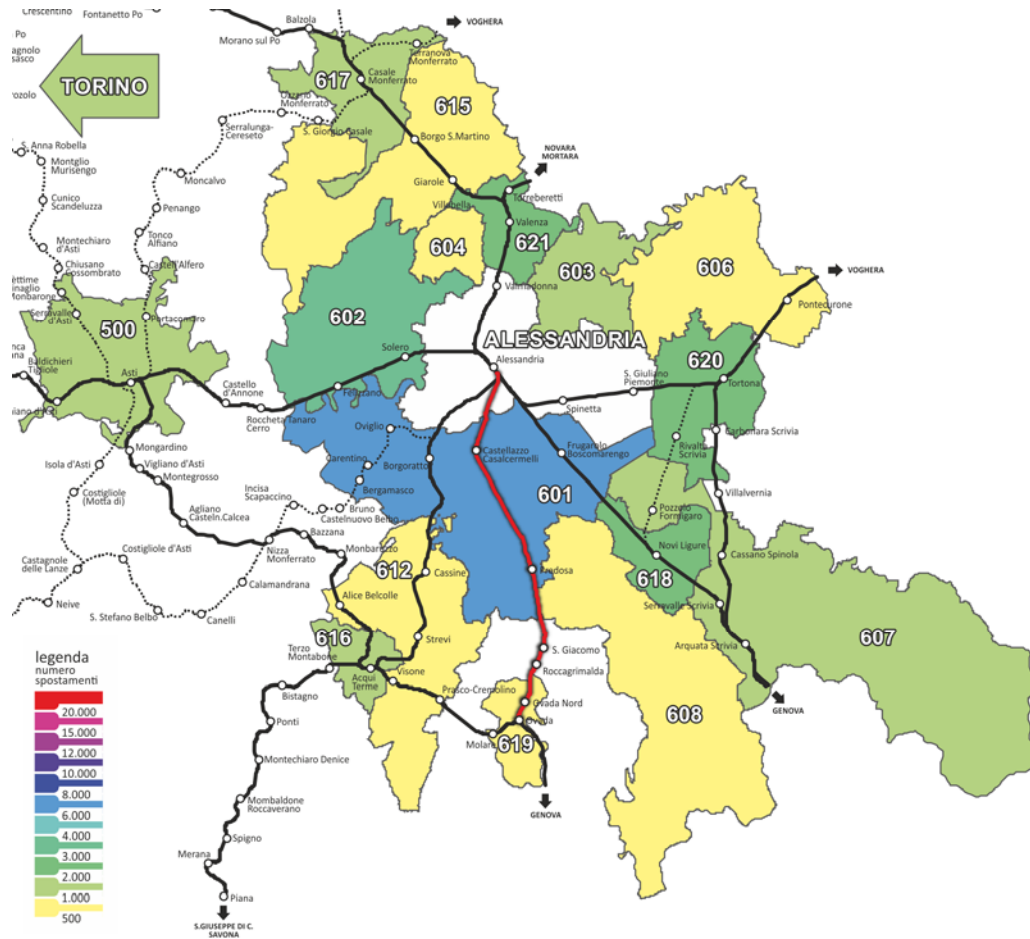 Crescentino
Fontanetto Po
Balzola
VOGHERA
Po
Morano sul Po
Terranova
Monferrato
TORINO
617
Casale
Monferrato
615
Ozzano
Monferrato
Serralunga-
Cereseto
S. Giorgio Casale
Borgo S.Martino
S. Anna Robella
NOVARA
MORTARA
Montglio
Murisengo
Moncalvo
Giarole
Torreberetti
Villabella
Cunico
Scandeluzza
Penango
Valenza
604
621
603
606
Montechiaro
d'Asti
Tonco
Alfiano
Chiusano
Cossombrato
Castell'Alfero
VOGHERA
Valmadonna
Pontecurone
Serravalle
d'Asti
Portacomaro
602
500
ALESSANDRIA
Solero
Alessandria
620
Baldichieri
Tigliole
Asti
S. Giuliano
Piemonte
Tortona
Castello
d'Annone
Felizzano
Spinetta
Rocchetta Tanaro
Cerro
Oviglio
Carbonara Scrivia
Mongardino
Castellazzo
Casalcermelli
Frugarolo
Boscomarengo
Rivalta
Scrivia
Isola d'Asti
Vigliano d'Asti
Carentino
Borgoratto
Montegrosso
Bergamasco
601
Villalvernia
Costigliole
(Motta di)
Incisa
Scapaccino
Bruno
Castelnuovo Belbo
Pozzolo
Formigaro
Agliano
Casteln.Calcea
Bazzana
Nizza
Monferrato
Monbaruzzo
Novi Ligure
Cassano Spinola
Costigliole d'Asti
Castagnole
delle Lanze
612
Cassine
Predosa
618
Calamandrana
Alice Belcolle
Serravalle Scrivia
Neive
S. Stefano Belbo
Canelli
616
Strevi
607
Terzo
Montabone
S. Giacomo
Arquata Strivia
Roccagrimalda
Acqui
Terme
Visone
Bistagno
Prasco-Cremolino
Ovada Nord
GENOVA
Ovada
608
Ponti
Molare
619
Montechiaro Denice
Mombaldone
Roccaverano
GENOVA
Spigno
Merana
Piana
S.GIUSEPPE DI C.
SAVONA
legenda
numero
spostamenti
20.000
15.000
12.000
10.000
8.000
6.000
4.000
3.000
2.000
1.000
500